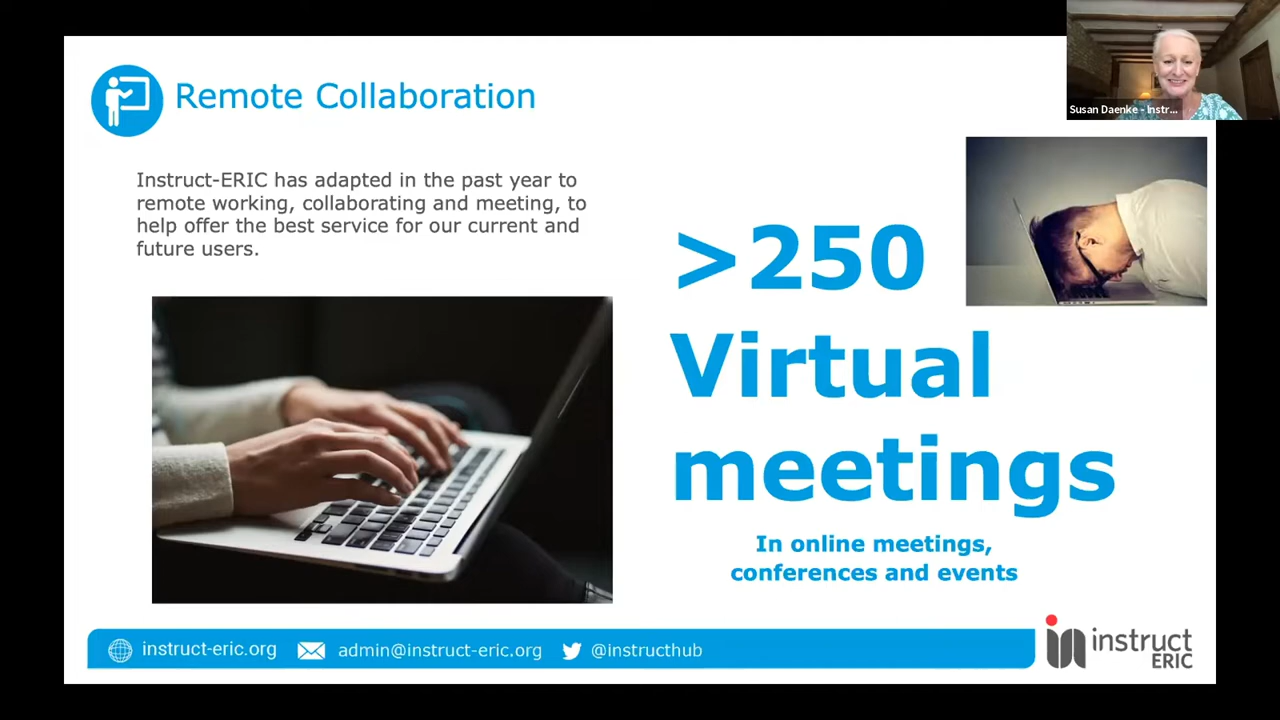 Remote Collaboration
Susan Daenke - Instr...
Instruct-ERIC has adapted in the past year to
remote working, collaborating and meeting, to
help offer the best service for our current and
future users.
>250
Virtual
meetings
In online meetings,
conferences and events
instruct-eric.org
admin@instruct-eric.org
@instructhub
instruct
ERIC